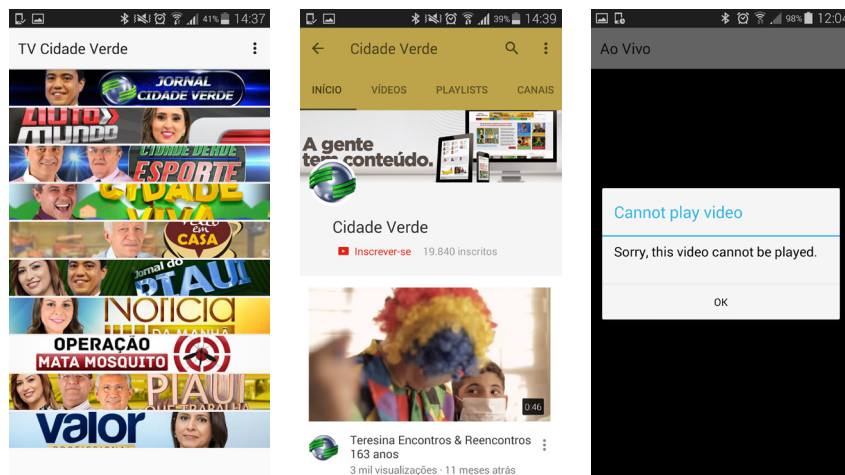 41% 14:37
TV Cidade Verde
JORNAL
CIDADE VERDE
MUNDO
CIDADE VERDE
ESPORTE
CIDADE
VIVA
EM
CASA
Jornal do
PIAUÍ
NOTÍCIA
DA MANHÃ
OPERAÇÃO
MATA MOSQUITO
PIAUÍ
QUE TRABALHA
valor
39% 14:39
Cidade Verde
INÍCIO VÍDEOS PLAYLISTS CANAIS
A gente
tem conteúdo.
Cidade Verde
Inscrever-se 19.840 inscritos
0:46
Teresina Encontros & Reencontros
163 anos
3 mil visualizações · 11 meses atrás
98% 12:04
Ao Vivo
Cannot play video
Sorry, this video cannot be played.
OK